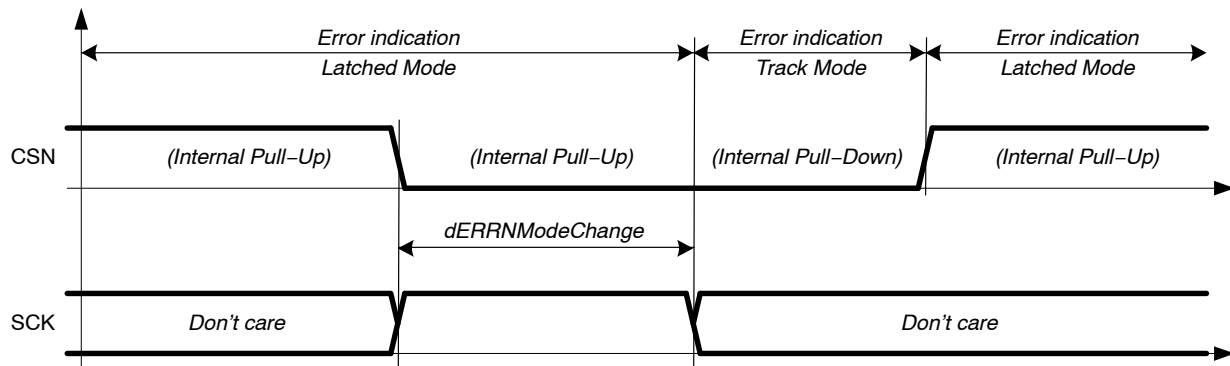 Error indication
Latched Mode
Error indication
Track Mode
Error indication
Latched Mode
CSN
(Internal Pull−Up)
(Internal Pull−Up)
(Internal Pull−Down)
(Internal Pull−Up)
dERRNModeChange
SCK
Don't care
Don't care